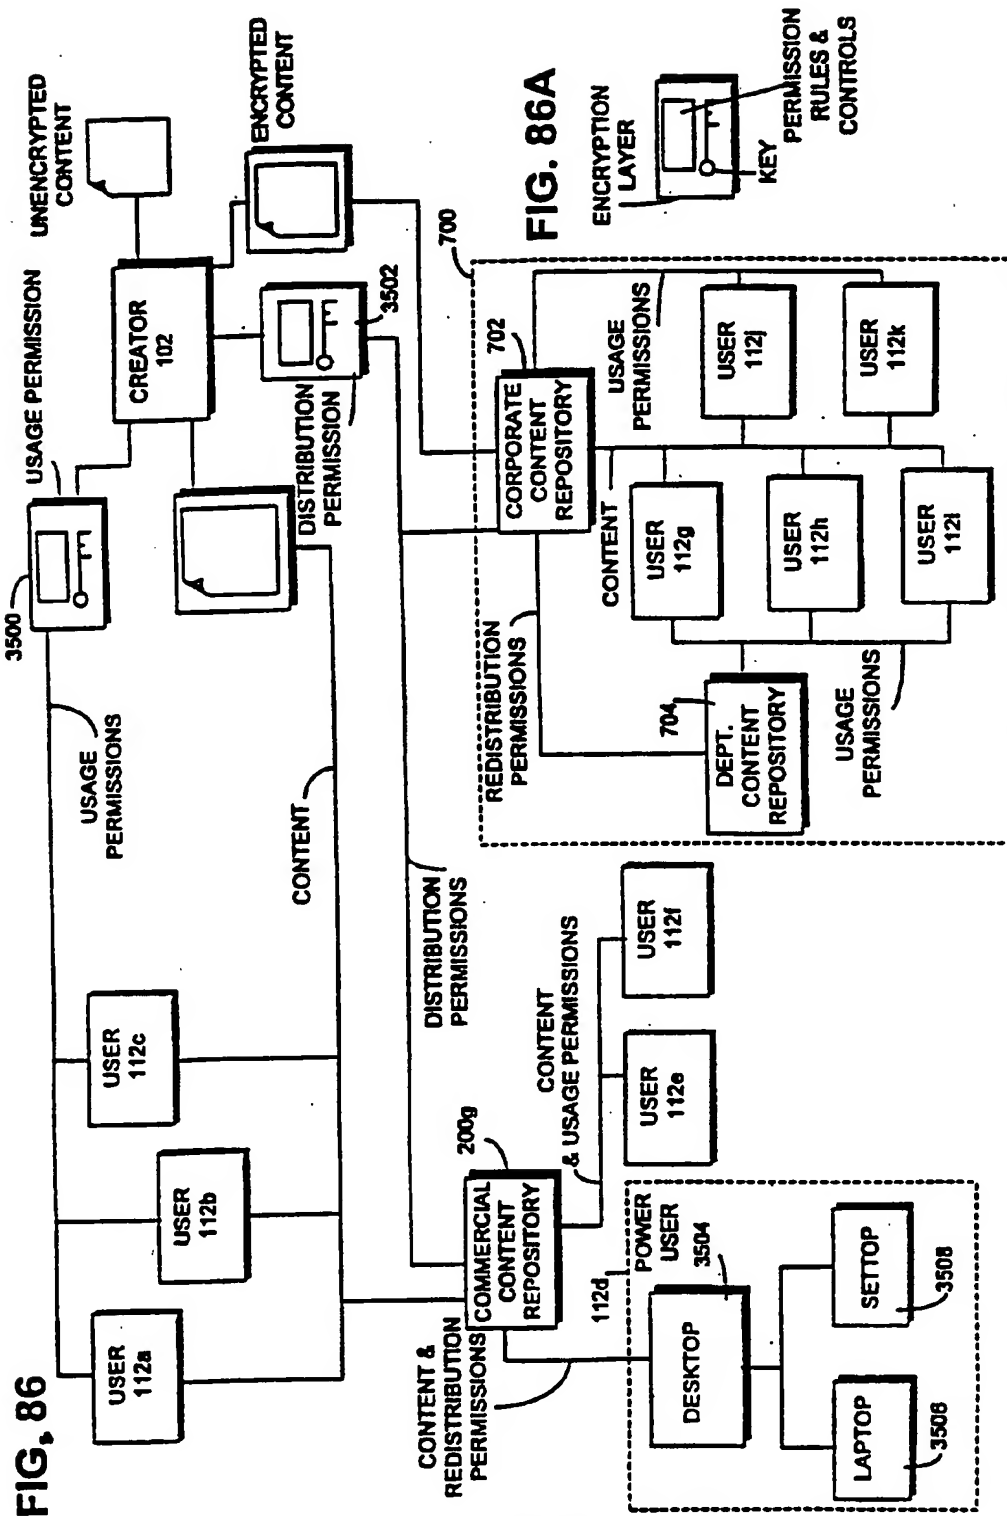 FIG. 86
USER
112a
USER
112b
USER
112c
USAGE
PERMISSIONS
3500
USAGE PERMISSION
CREATOR
102
UNENCRYPTED
CONTENT
ENCRYPTED
CONTENT
DISTRIBUTION
PERMISSION
3502
CONTENT
DISTRIBUTION
PERMISSIONS
COMMERCIAL
CONTENT
REPOSITORY
200g
CONTENT &
REDISTRIBUTION
PERMISSIONS
CONTENT
& USAGE PERMISSIONS
USER
112e
USER
112f
112d
POWER
USER
3504
DESKTOP
LAPTOP
3506
SETTOP
3508
700
702
CORPORATE
CONTENT
REPOSITORY
REDISTRIBUTION
PERMISSIONS
704
DEPT.
CONTENT
REPOSITORY
CONTENT
USAGE
PERMISSIONS
USER
112g
USER
112h
USER
112i
USAGE
PERMISSIONS
USER
112j
USER
112k
FIG. 86A
ENCRYPTION
LAYER
KEY
PERMISSION
RULES &
CONTROLS